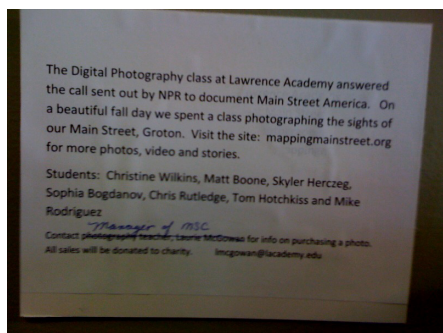 The Digital Photography class at Lawrence Academy answered
the call sent out by NPR to document Main Street America.  On
a beautiful fall day we spent a class photographing the sights of
our Main Street, Groton.  Visit the site:  mappingmainstreet.org
for more photos, video and stories.
Students:  Christine Wilkins, Matt Boone, Skyler Herczeg,
Sophia Bogdanov, Chris Rutledge, Tom Hotchkiss and Mike
Rodriguez
Manager of MSC
Contact photography teacher, Laurie McGowan for info on purchasing a photo.
All sales will be donated to charity.     lmcgowan@lacademy.edu